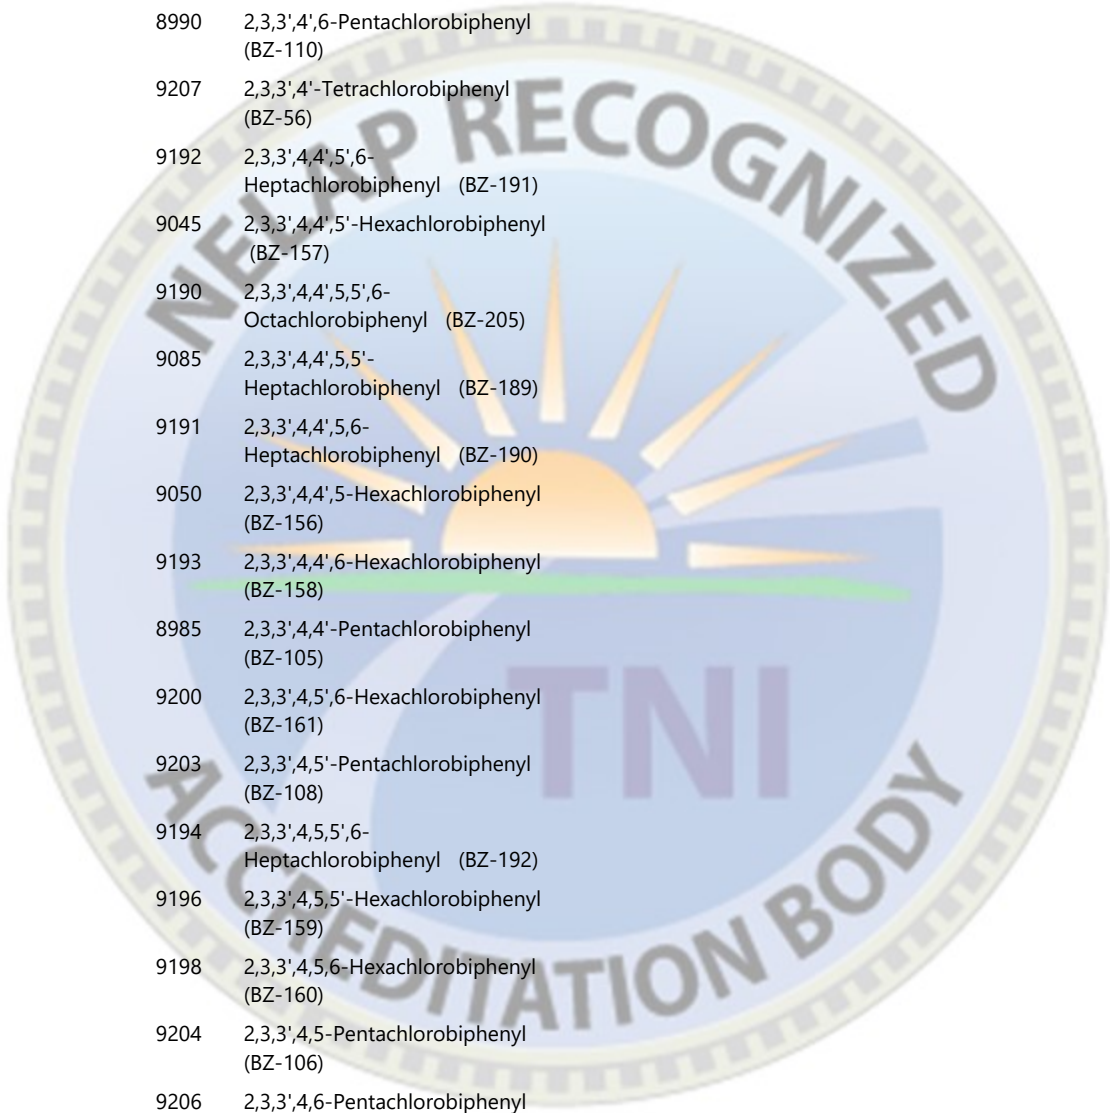 8990 2,3,3',4',6-Pentachlorobiphenyl
(BZ-110)
9207 2,3,3',4'-Tetrachlorobiphenyl
(BZ-56)
9192 2,3,3',4,4',5',6-
Heptachlorobiphenyl (BZ-191)
9045 2,3,3',4,4',5'-Hexachlorobiphenyl
(BZ-157)
9190 2,3,3',4,4',5,5',6-
Octachlorobiphenyl (BZ-205)
9085 2,3,3',4,4',5,5'-
Heptachlorobiphenyl (BZ-189)
9191 2,3,3',4,4',5,6-
Heptachlorobiphenyl (BZ-190)
9050 2,3,3',4,4',5-Hexachlorobiphenyl
(BZ-156)
9193 2,3,3',4,4',6-Hexachlorobiphenyl
(BZ-158)
8985 2,3,3',4,4'-Pentachlorobiphenyl
(BZ-105)
9200 2,3,3',4,5',6-Hexachlorobiphenyl
(BZ-161)
9203 2,3,3',4,5'-Pentachlorobiphenyl
(BZ-108)
9194 2,3,3',4,5,5',6-
Heptachlorobiphenyl (BZ-192)
9196 2,3,3',4,5,5'-Hexachlorobiphenyl
(BZ-159)
9198 2,3,3',4,5,6-Hexachlorobiphenyl
(BZ-160)
9204 2,3,3',4,5-Pentachlorobiphenyl
(BZ-106)
9206 2,3,3',4,6-Pentachlorobiphenyl
NELAP RECOGNIZED
TNI
ACCREDITATION BODY